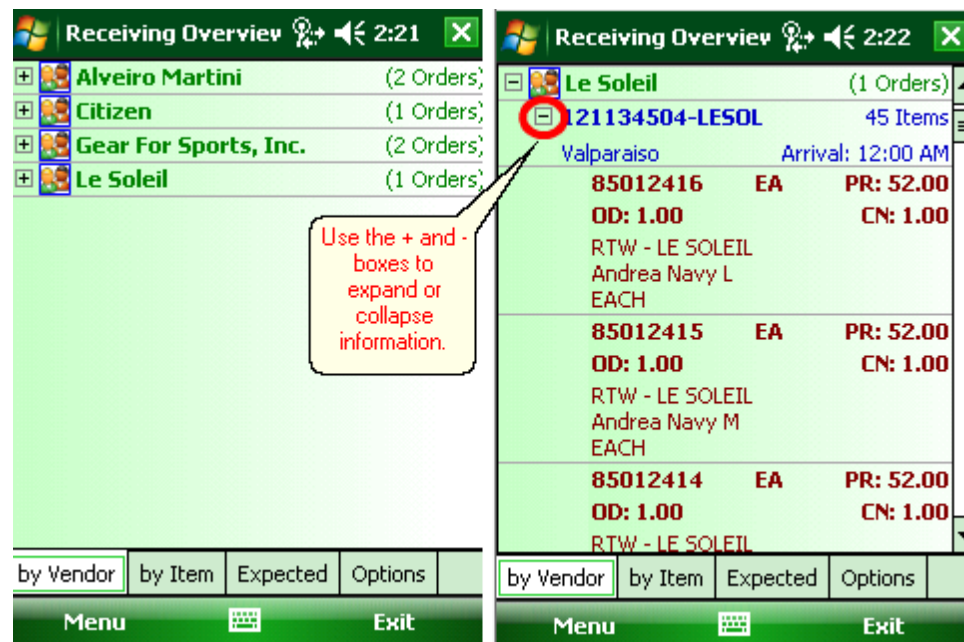 Receiving Overviev 2:21
Alveiro Martini (2 Orders)
Citizen (1 Orders)
Gear For Sports, Inc. (2 Orders)
Le Soleil (1 Orders)
Use the + and -
boxes to
expand or
collapse
information.
by Vendor by Item Expected Options
Menu Exit
Receiving Overviev 2:22
Le Soleil (1 Orders)
121134504-LESOL 45 Items
Valparaiso Arrival: 12:00 AM
85012416 EA PR: 52.00
OD: 1.00 CN: 1.00
RTW - LE SOLEIL
Andrea Navy L
EACH
85012415 EA PR: 52.00
OD: 1.00 CN: 1.00
RTW - LE SOLEIL
Andrea Navy M
EACH
85012414 EA PR: 52.00
OD: 1.00 CN: 1.00
RTW - LE SOLEIL
by Vendor by Item Expected Options
Menu Exit